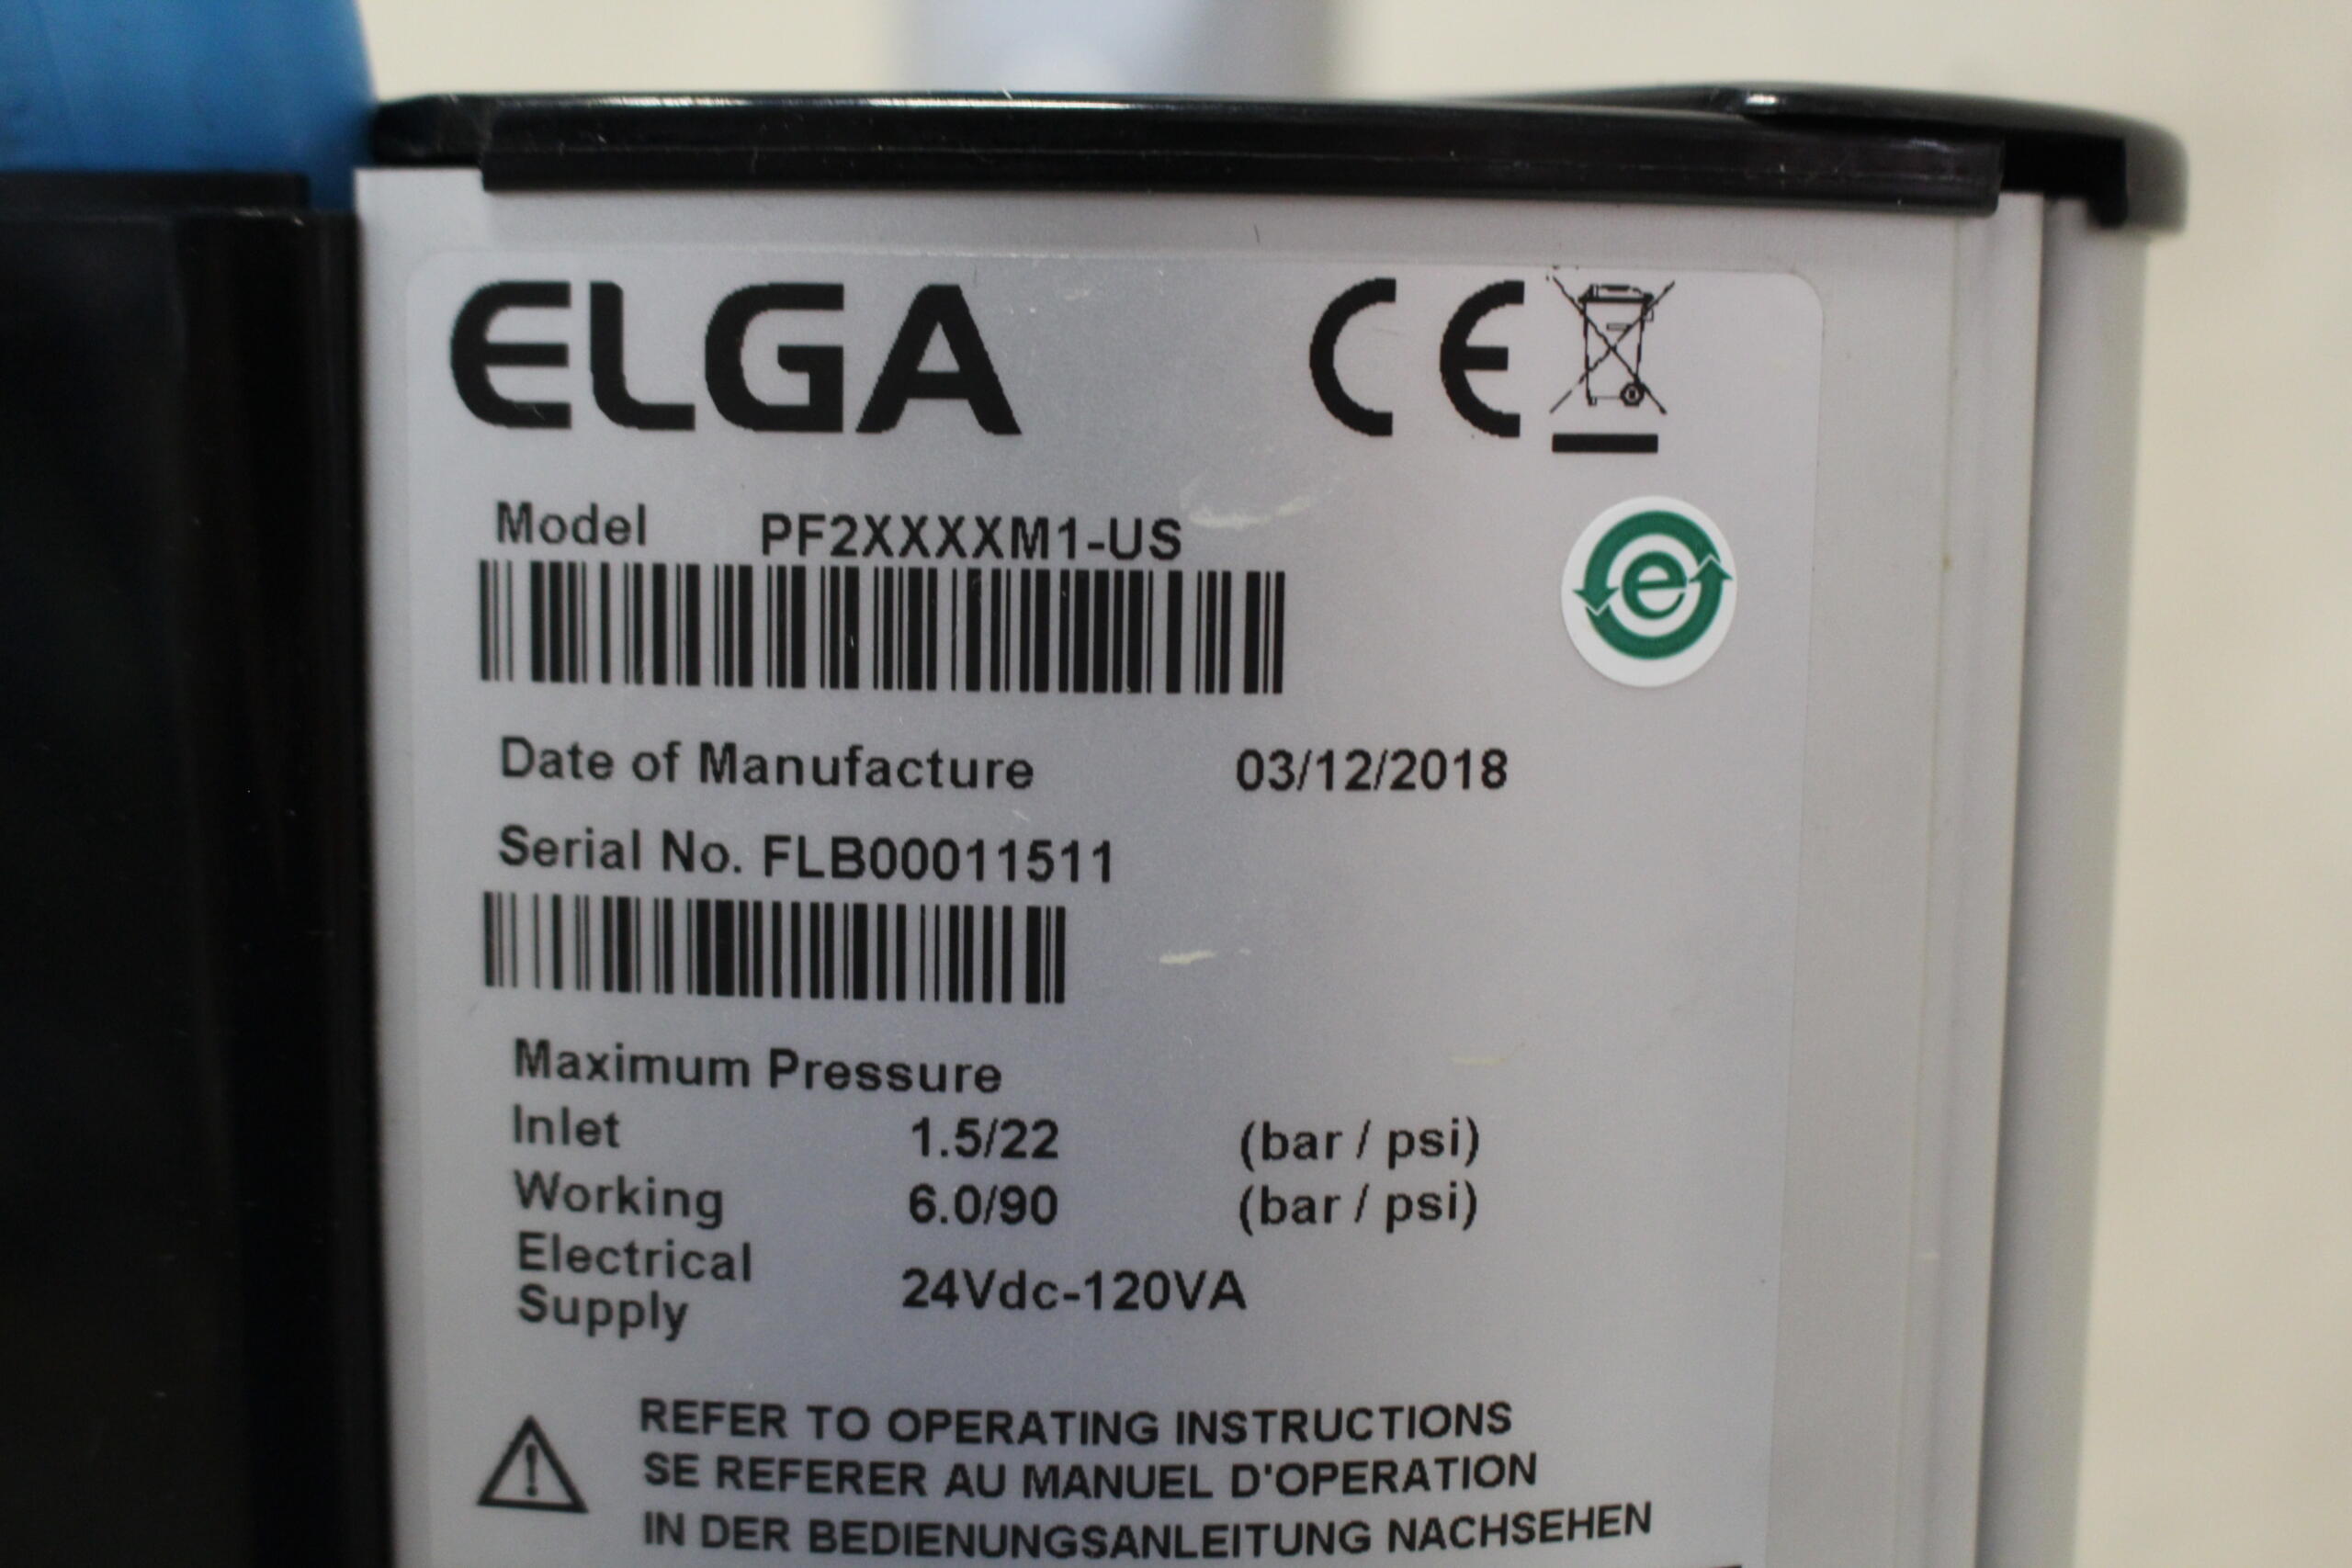 ELGA CE
Model PF2XXXXM1-US
e
Date of Manufacture 03/12/2018
Serial No. FLB00011511
Maximum Pressure
Inlet 1.5/22 (bar / psi)
Working 6.0/90 (bar / psi)
Electrical
Supply 24Vdc-120VA
REFER TO OPERATING INSTRUCTIONS
SE REFERER AU MANUEL D'OPERATION
IN DER BEDIENUNGSANLEITUNG NACHSEHEN